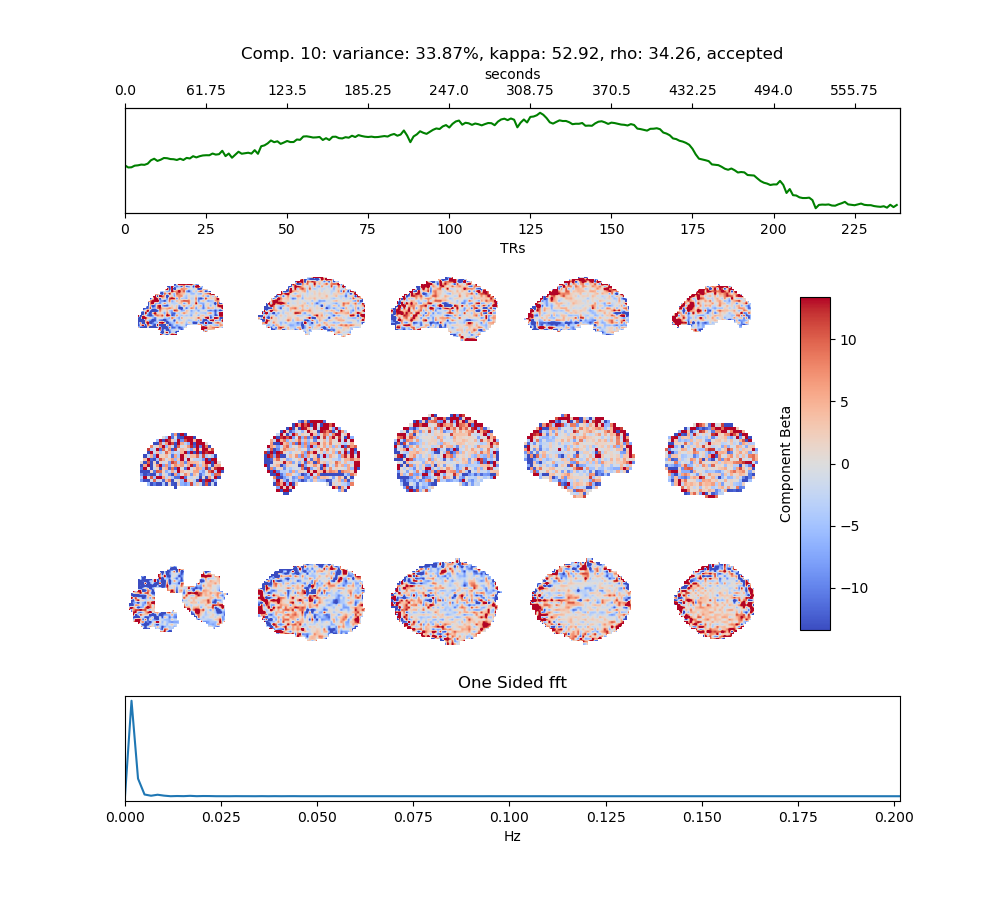 Comp. 10: variance: 33.87%, kappa: 52.92, rho: 34.26, accepted
seconds
0.0 61.75 123.5 185.25 247.0 308.75 370.5 432.25 494.0 555.75
0 25 50 75 100 125 150 175 200 225
TRs
10
5
0
−5
−10
Component Beta
One Sided fft
0.000 0.025 0.050 0.075 0.100 0.125 0.150 0.175 0.200
Hz